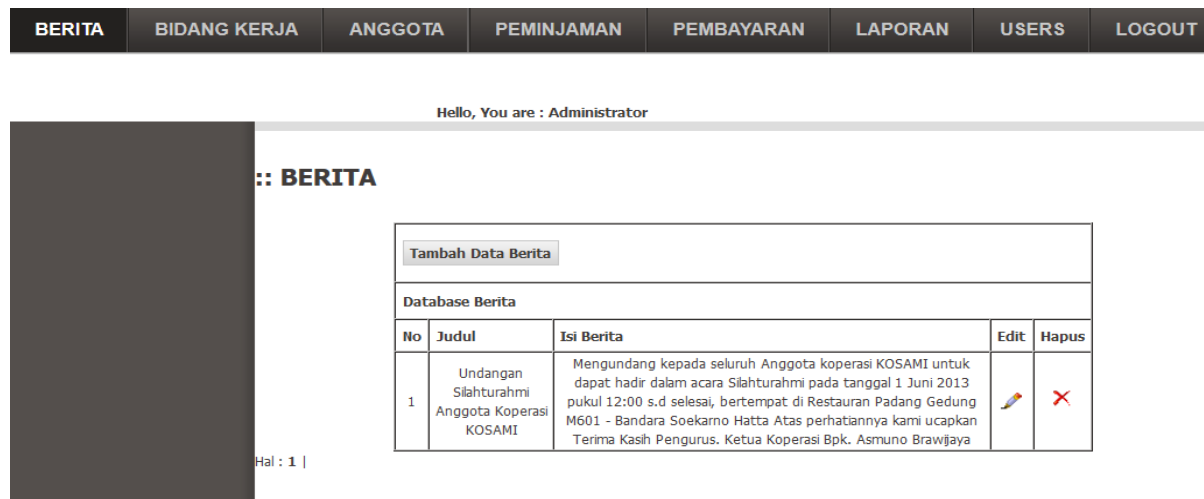 BERITA BIDANG KERJA ANGGOTA PEMINJAMAN PEMBAYARAN LAPORAN USERS LOGOUT
Hello, You are : Administrator
:: BERITA
Tambah Data Berita
Database Berita
No Judul Isi Berita Edit Hapus
1
Undangan
Silahturahmi
Anggota Koperasi
KOSAMI
Mengundang kepada seluruh Anggota koperasi KOSAMI untuk
dapat hadir dalam acara Silahturahmi pada tanggal 1 Juni 2013
pukul 12:00 s.d selesai, bertempat di Restauran Padang Gedung
M601 - Bandara Soekarno Hatta Atas perhatiannya kami ucapkan
Terima Kasih Pengurus. Ketua Koperasi Bpk. Asmuno Brawijaya
Hal : 1 |